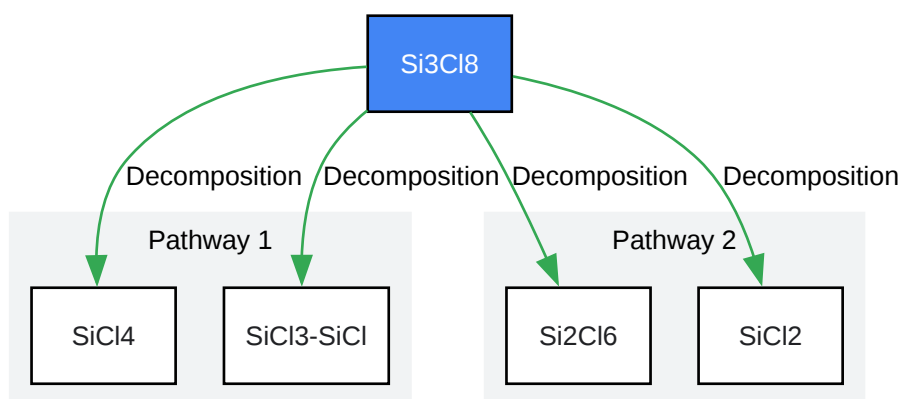 Si3Cl8
Decomposition
Decomposition
Decomposition
Decomposition
Pathway 1
Pathway 2
SiCl4
SiCl3-SiCl
Si2Cl6
SiCl2